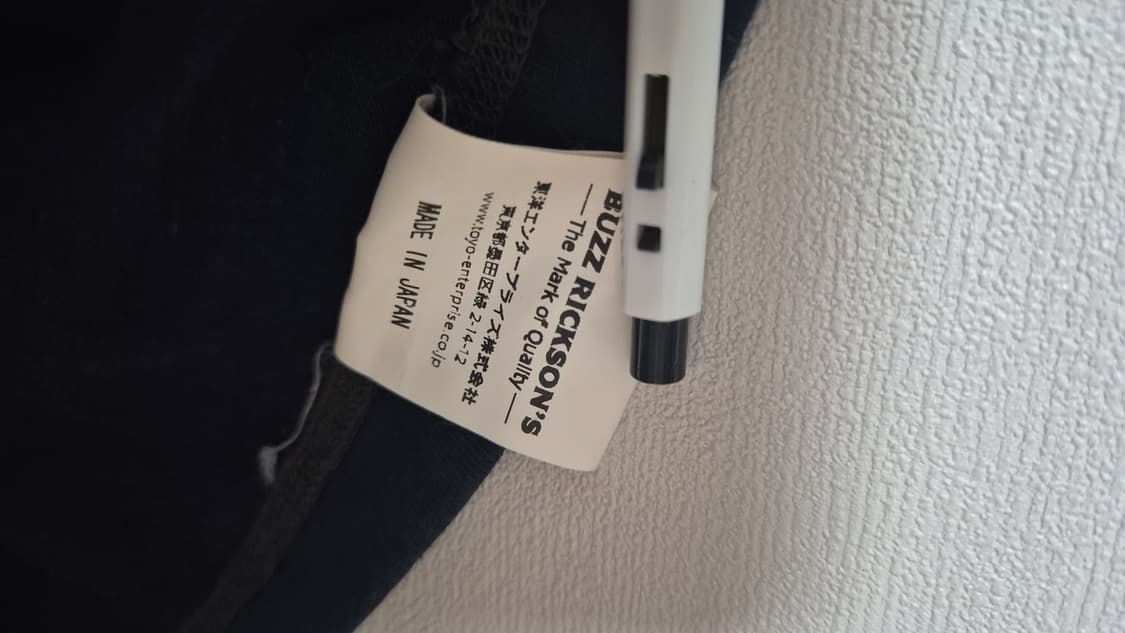 BUZZ RICKSON'S
— The Mark of Quality —
東洋エンタープライズ株式会社
東京都墨田区緑 2-14-12
www.toyo-enterprise.co.jp
MADE IN JAPAN